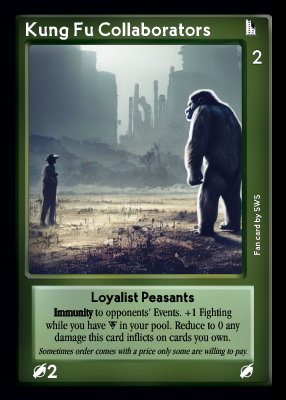 Kung Fu Collaborators
2
Fan card by SWS
Loyalist Peasants
Immunity to opponents' Events. +1 Fighting
while you have in your pool. Reduce to 0 any
damage this card inflicts on cards you own.
Sometimes order comes with a price only some are willing to pay.
2